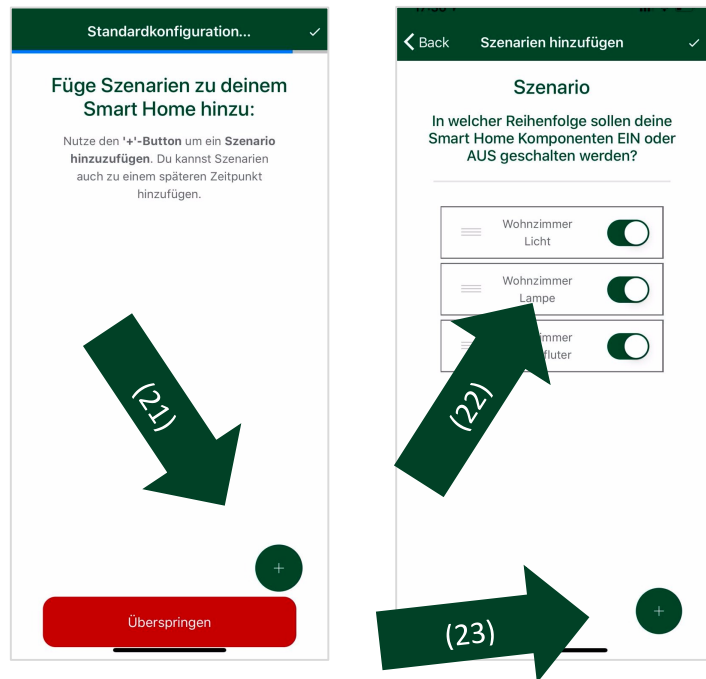 Standardkonfiguration...
Füge Szenarien zu deinem
Smart Home hinzu:
Nutze den '+'-Button um ein Szenario
hinzuzufügen. Du kannst Szenarien
auch zu einem späteren Zeitpunkt
hinzufügen.
(21)
+
Überspringen
Back Szenarien hinzufügen
Szenario
In welcher Reihenfolge sollen deine
Smart Home Komponenten EIN oder
AUS geschalten werden?
Wohnzimmer
Licht
Wohnzimmer
Lampe
(22)
+
(23)